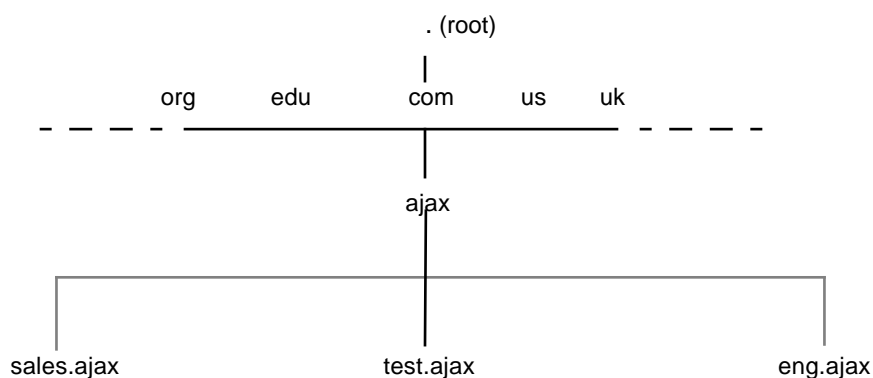 . (root)
org edu com us uk
ajax
sales.ajax test.ajax eng.ajax